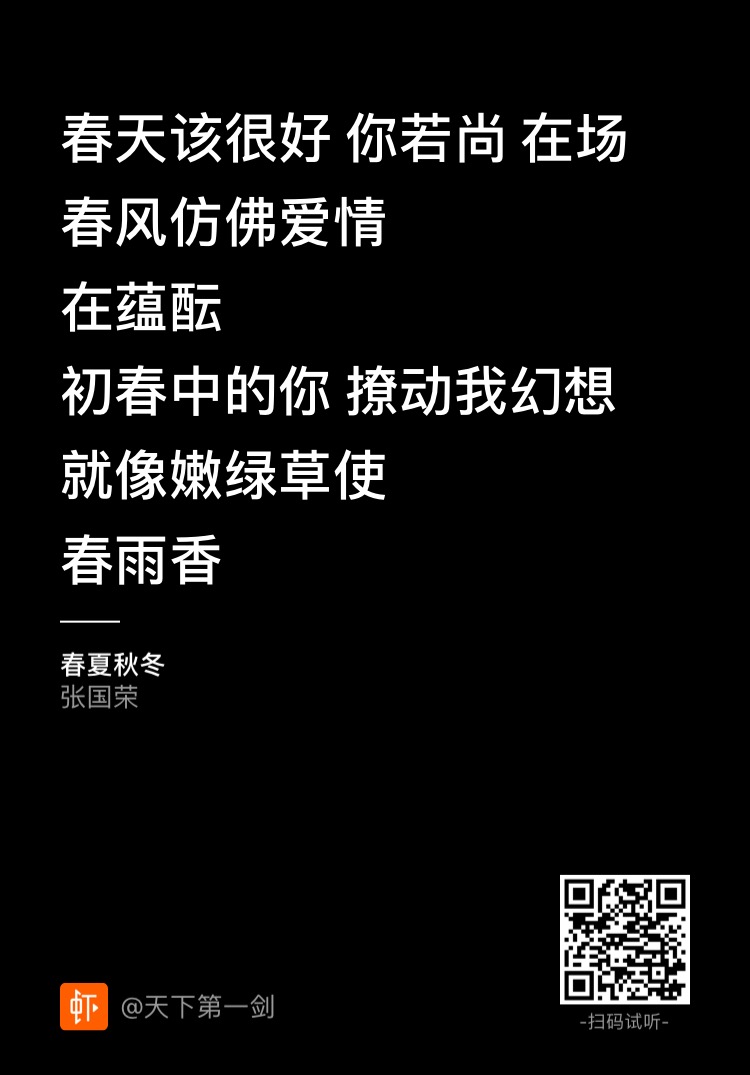 春天该很好 你若尚 在场
春风仿佛爱情
在蕴酝
初春中的你 撩动我幻想
就像嫩绿草使
春雨香
春夏秋冬
张国荣
虾
@天下第一剑
-扫码试听-